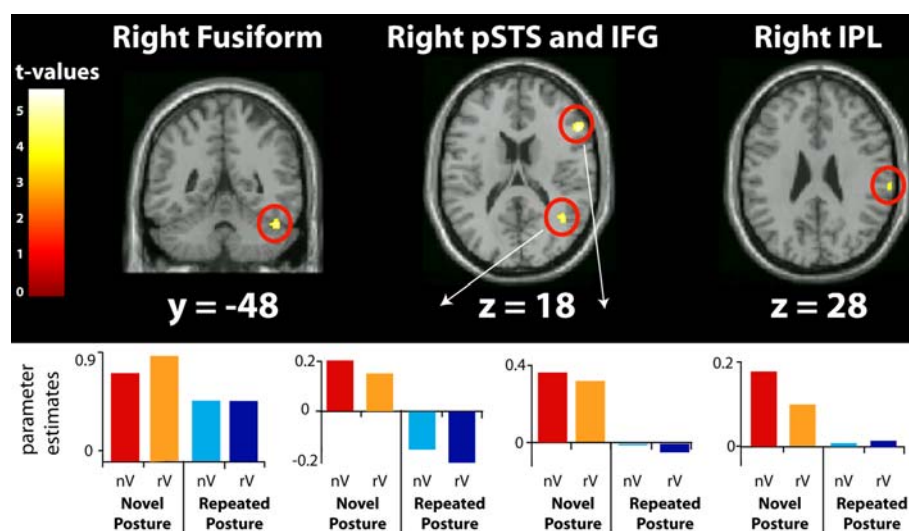 Right Fusiform
Right pSTS and IFG
Right IPL
t-values
5
4
3
2
1
0
y = -48
z = 18
z = 28
parameter
estimates
0.9
0
nV rV nV rV
Novel Repeated
Posture Posture
0.2
0
-0.2
nV rV nV rV
Novel Repeated
Posture Posture
0.4
0
nV rV nV rV
Novel Repeated
Posture Posture
0.2
0
nV rV nV rV
Novel Repeated
Posture Posture